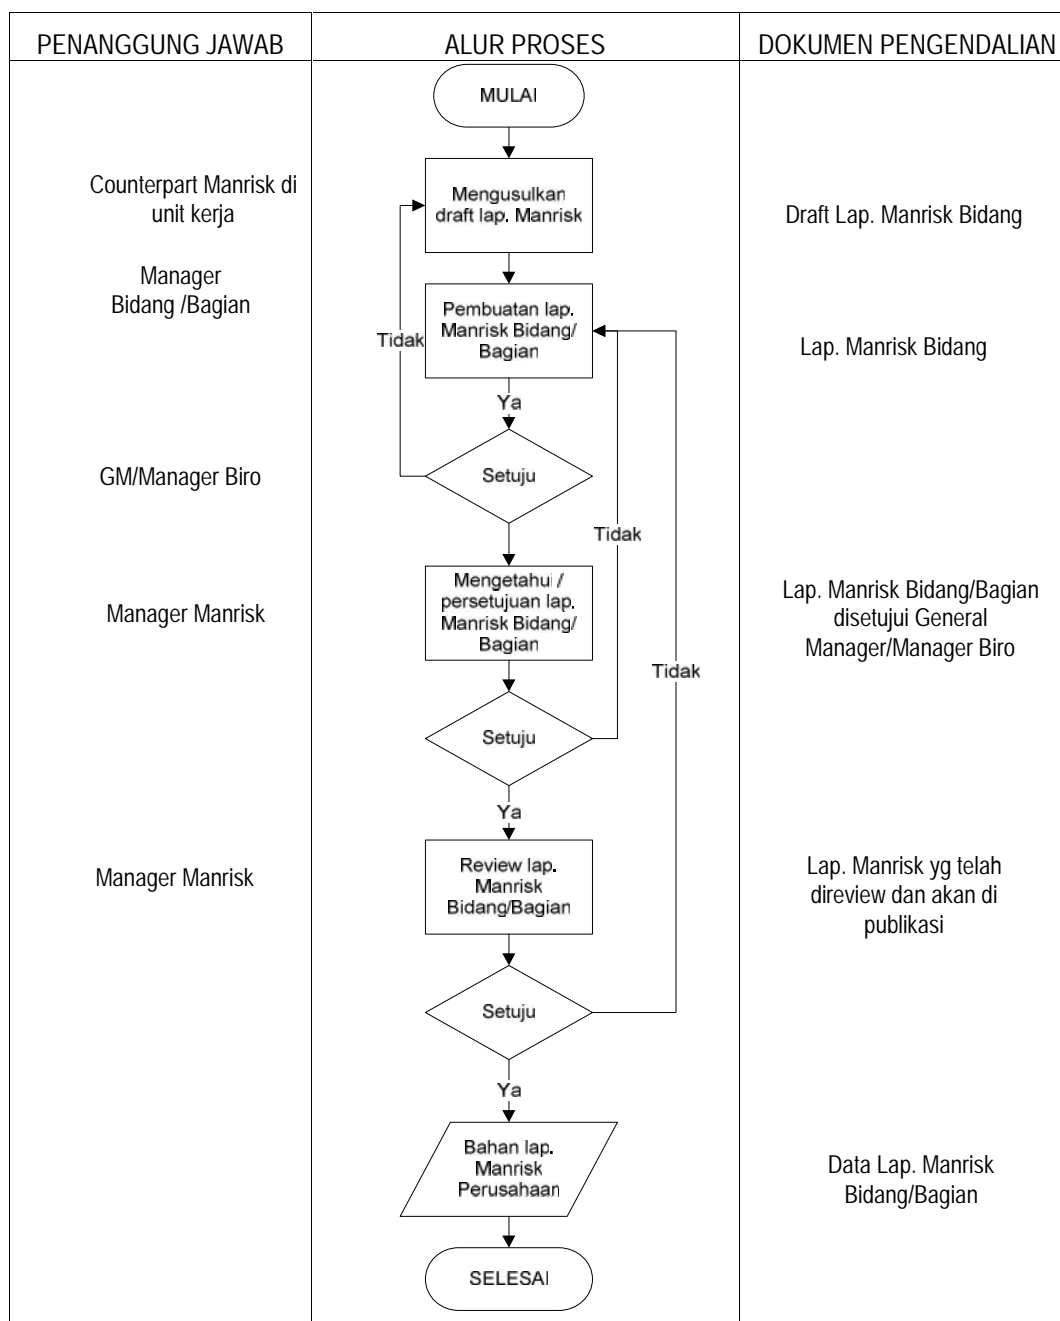 PENANGGUNG JAWAB
ALUR PROSES
DOKUMEN PENGENDALIAN
MULAI
Counterpart Manrisk di
unit kerja
Mengusulkan
draft lap. Manrisk
Draft Lap. Manrisk Bidang
Manager
Bidang /Bagian
Pembuatan lap.
Manrisk Bidang/
Bagian
Tidak
Lap. Manrisk Bidang
Ya
GM/Manager Biro
Setuju
Tidak
Manager Manrisk
Mengetahui /
persetujuan lap.
Manrisk Bidang/
Bagian
Lap. Manrisk Bidang/Bagian
disetujui General
Manager/Manager Biro
Tidak
Setuju
Ya
Manager Manrisk
Review lap.
Manrisk
Bidang/Bagian
Lap. Manrisk yg telah
direview dan akan di
publikasi
Setuju
Ya
Bahan lap.
Manrisk
Perusahaan
Data Lap. Manrisk
Bidang/Bagian
SELESAI